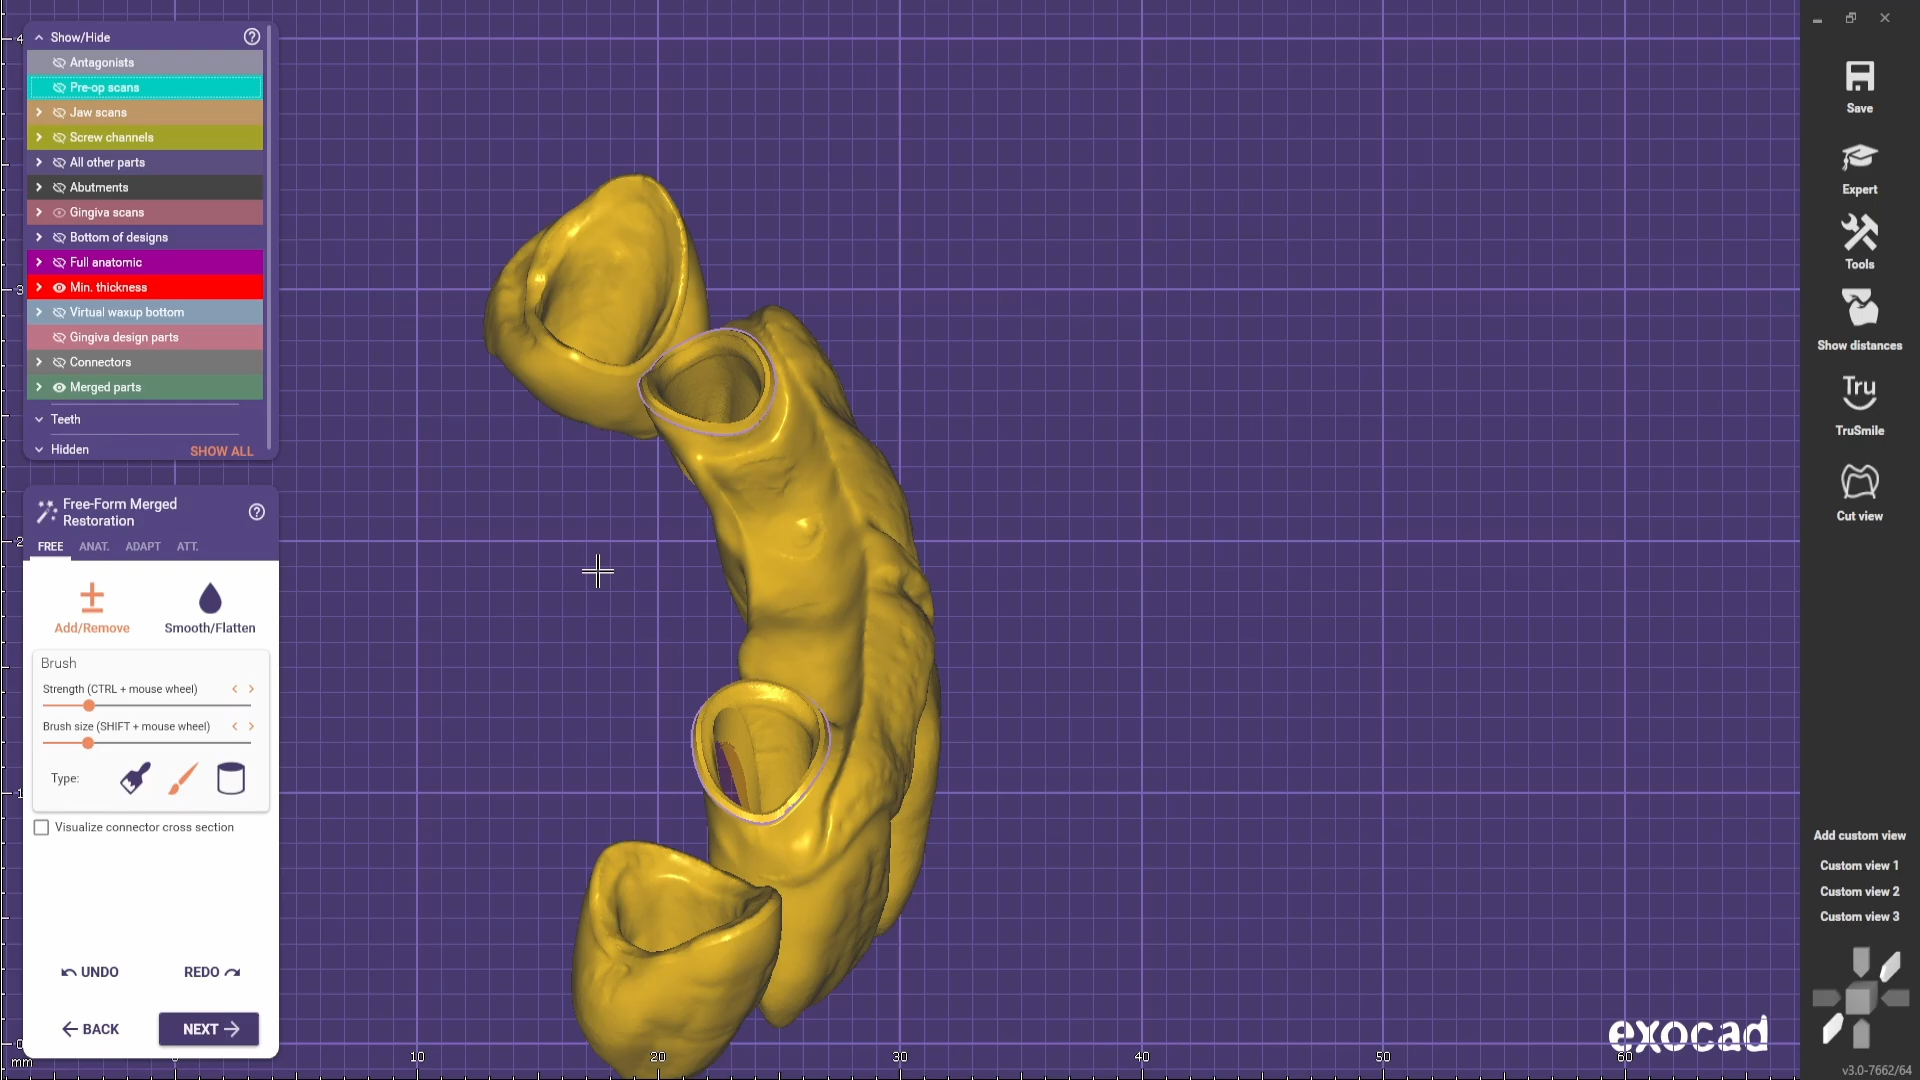 Show/Hide
Antagonists
Pre-op scans
Jaw scans
Screw channels
All other parts
Abutments
Gingiva scans
Bottom of designs
Full anatomic
Min. thickness
Virtual waxup bottom
Gingiva design parts
Connectors
Merged parts
Teeth
Hidden SHOW ALL
Free-Form Merged
Restoration
FREE ANAT. ADAPT ATT.
Add/Remove Smooth/Flatten
Brush
Strength (CTRL + mouse wheel)
Brush size (SHIFT + mouse wheel)
Type:
Visualize connector cross section
UNDO REDO
BACK NEXT
4
3
2
1
0
mm
0 10 20 30 40 50 60
Save
Expert
Tools
Show distances
Tru
TruSmile
Cut view
Add custom view
Custom view 1
Custom view 2
Custom view 3
exocad
v3.0-7662/64